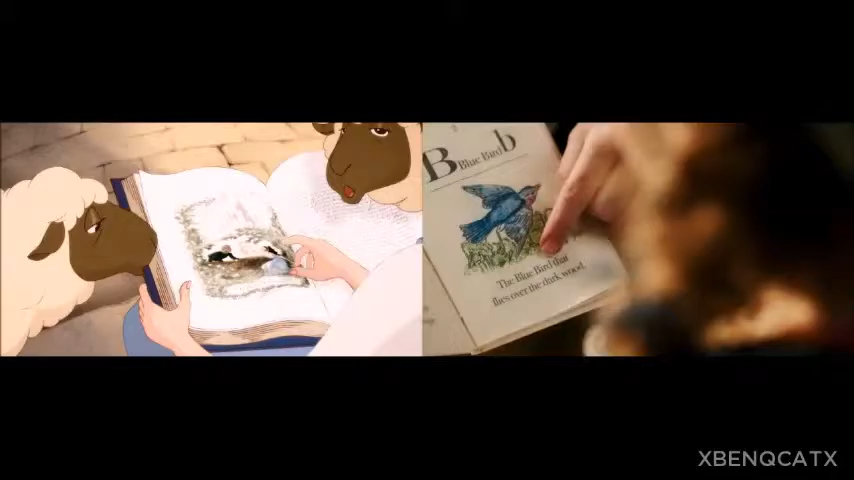 B Blue Bird b
The Blue Bird that
flies over the dark wood.
XBENQCATX